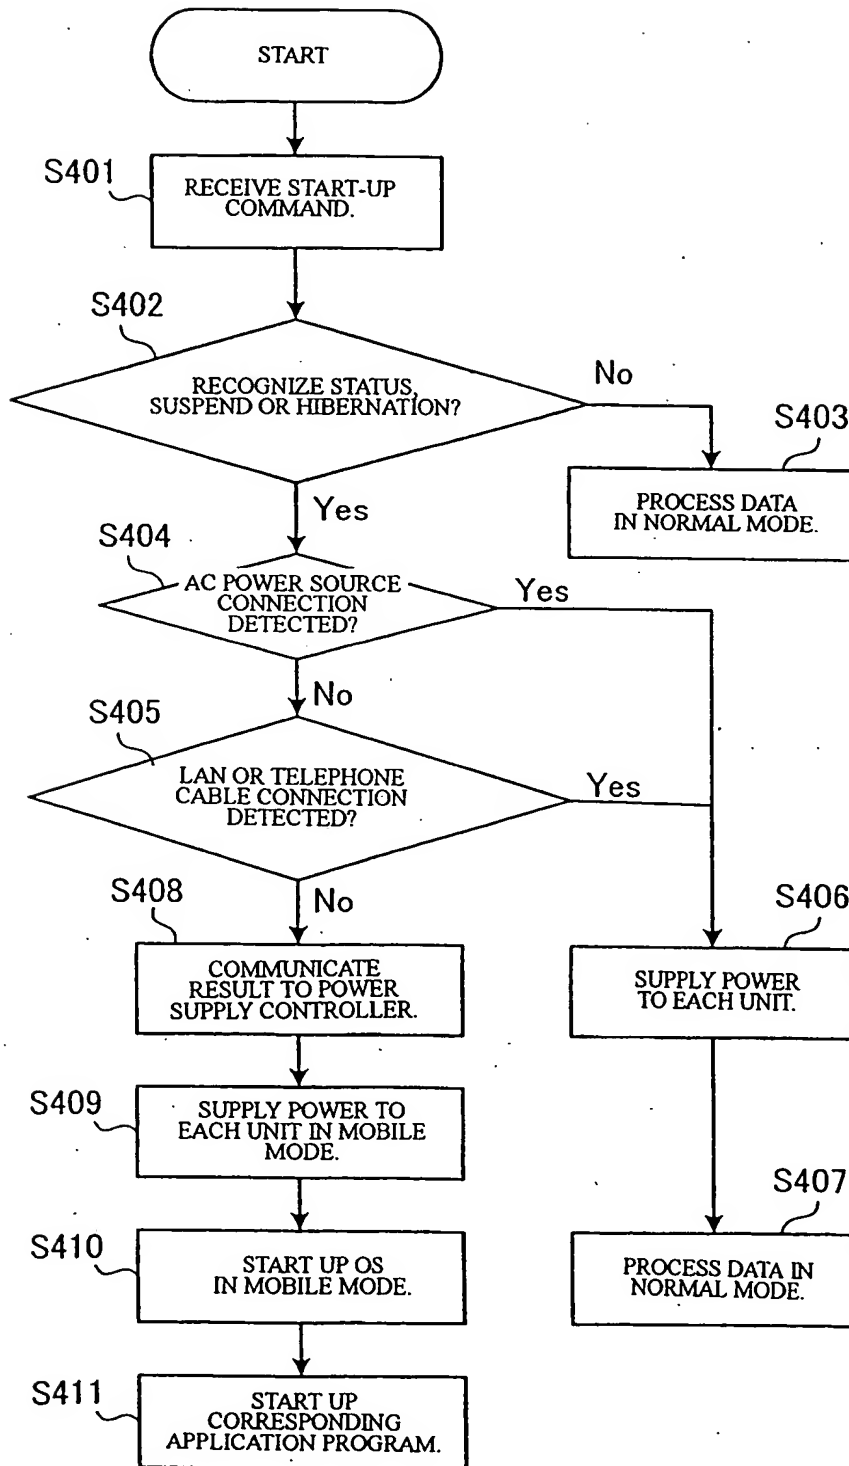 START
S401
RECEIVE START-UP
COMMAND.
S402
RECOGNIZE STATUS,
SUSPEND OR HIBERNATION?
No
S403
PROCESS DATA
IN NORMAL MODE.
Yes
S404
AC POWER SOURCE
CONNECTION
DETECTED?
Yes
No
S405
LAN OR TELEPHONE
CABLE CONNECTION
DETECTED?
Yes
No
S408
COMMUNICATE
RESULT TO POWER
SUPPLY CONTROLLER.
S406
SUPPLY POWER
TO EACH UNIT.
S409
SUPPLY POWER TO
EACH UNIT IN MOBILE
MODE.
S407
PROCESS DATA IN
NORMAL MODE.
S410
START UP OS
IN MOBILE MODE.
S411
START UP
CORRESPONDING
APPLICATION PROGRAM.